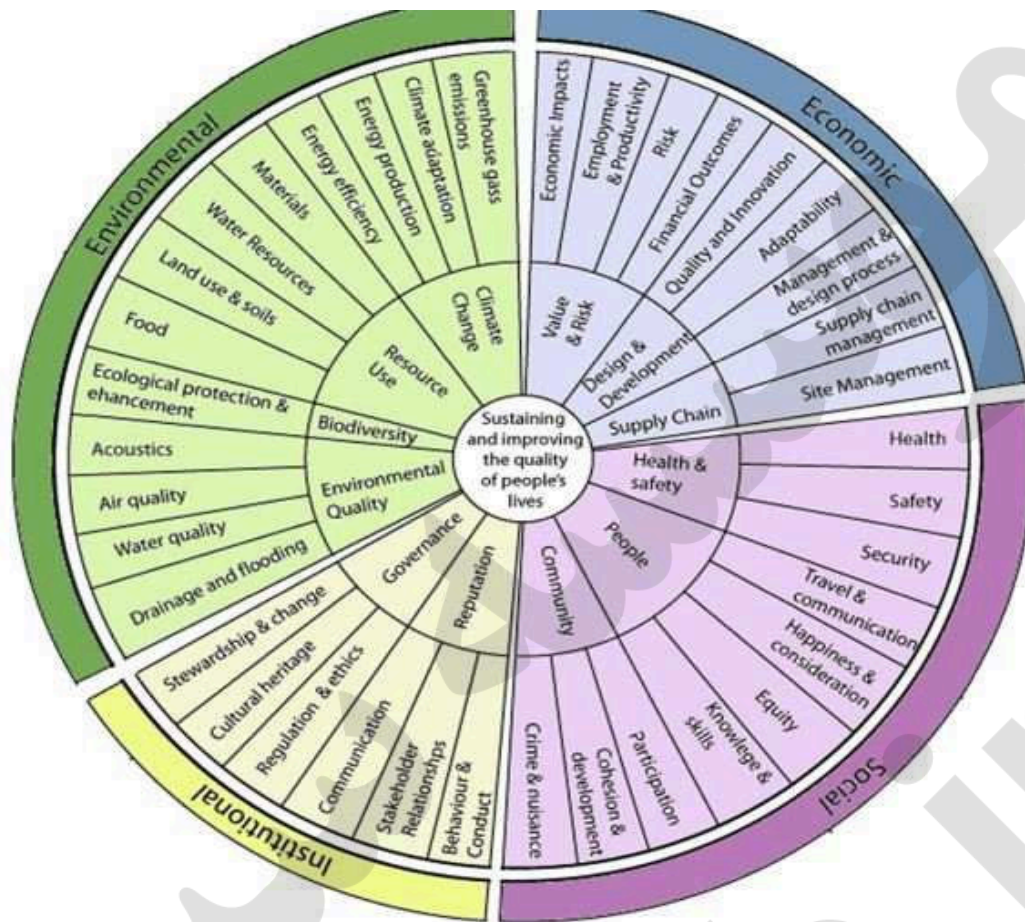 Environmental
Greenhouse gass
emissions
Climate adaptation
Energy production
Energy efficiency
Materials
Water Resources
Land use & soils
Food
Ecological protection &
ehancement
Acoustics
Air quality
Water quality
Drainage and flooding
Climate
Change
Resource
Use
Biodiversity
Environmental
Quality
Economic
Economic Impacts
Employment
& Productivity
Risk
Financial Outcomes
Quality and Innovation
Adaptability
Management &
design process
Supply chain
management
Site Management
Value
& Risk
Design &
Development
Supply Chain
Sustaining
and improving
the quality
of people's
lives
Social
Health
Safety
Security
Travel &
communication
Happiness &
consideration
Equity
Knowlege &
skills
Participation
Cohesion &
development
Crime & nuisance
Health &
safety
People
Community
Institutional
Stewardship & change
Cultural heritage
Regulation & ethics
Communication
Stakeholder
Relationshps
Behaviour &
Conduct
Governance
Reputation